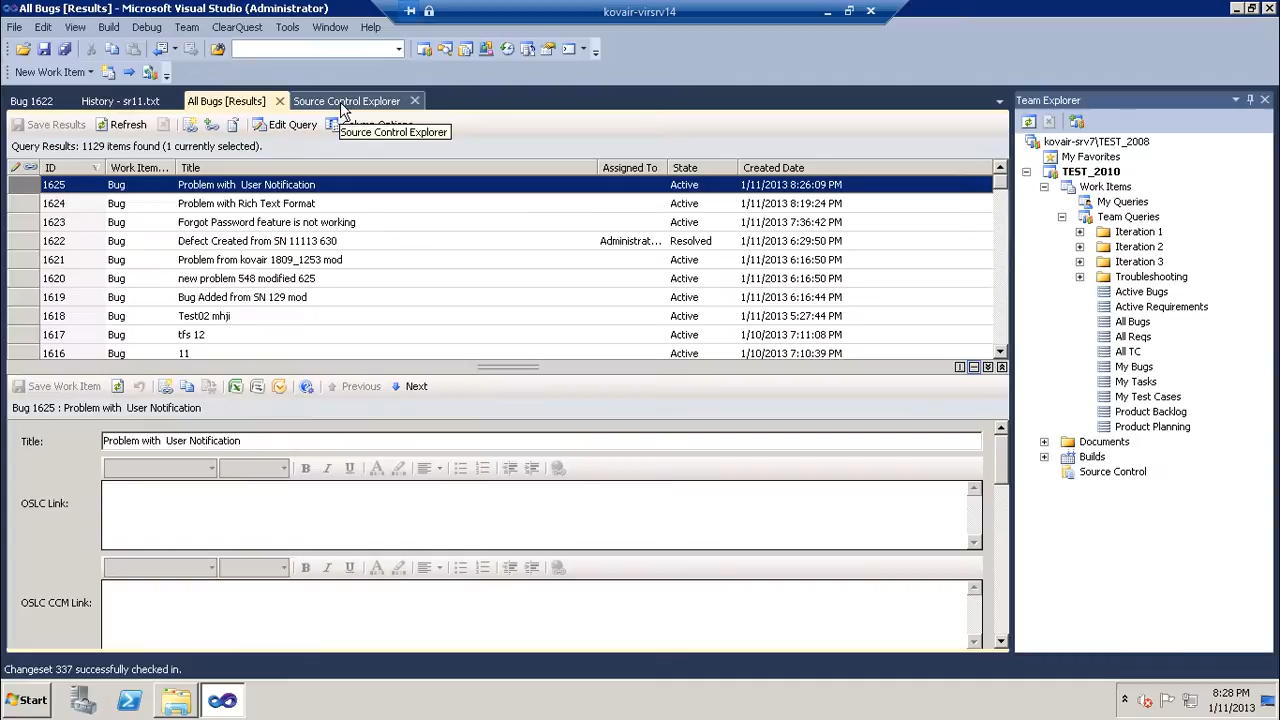 All Bugs [Results] - Microsoft Visual Studio (Administrator)
kovair-virsrv14
File Edit View Build Debug Team ClearQuest Tools Window Help
New Work Item
Bug 1622 History - sr11.txt All Bugs [Results] Source Control Explorer
Save Results Refresh Edit Query Column Options
Source Control Explorer
Query Results: 1129 items found (1 currently selected).
ID Work Item... Title Assigned To State Created Date
1625 Bug Problem with User Notification Active 1/11/2013 8:26:09 PM
1624 Bug Problem with Rich Text Format Active 1/11/2013 8:19:24 PM
1623 Bug Forgot Password feature is not working Active 1/11/2013 7:36:42 PM
1622 Bug Defect Created from SN 11113 630 Administrat... Resolved 1/11/2013 6:29:50 PM
1621 Bug Problem from kovair 1809_1253 mod Active 1/11/2013 6:16:50 PM
1620 Bug new problem 548 modified 625 Active 1/11/2013 6:16:50 PM
1619 Bug Bug Added from SN 129 mod Active 1/11/2013 6:16:44 PM
1618 Bug Test02 mhji Active 1/11/2013 5:27:44 PM
1617 Bug tfs 12 Active 1/10/2013 7:11:08 PM
1616 Bug 11 Active 1/10/2013 7:10:39 PM
Save Work Item Previous Next
Bug 1625 : Problem with User Notification
Title: Problem with User Notification
B I U A
OSLC Link:
B I U A
OSLC CCM Link:
Team Explorer
kovair-srv7\TEST_2008
My Favorites
TEST_2010
Work Items
My Queries
Team Queries
Iteration 1
Iteration 2
Iteration 3
Troubleshooting
Active Bugs
Active Requirements
All Bugs
All Reqs
All TC
My Bugs
My Tasks
My Test Cases
Product Backlog
Product Planning
Documents
Builds
Source Control
Changeset 337 successfully checked in.
Start
8:28 PM
1/11/2013